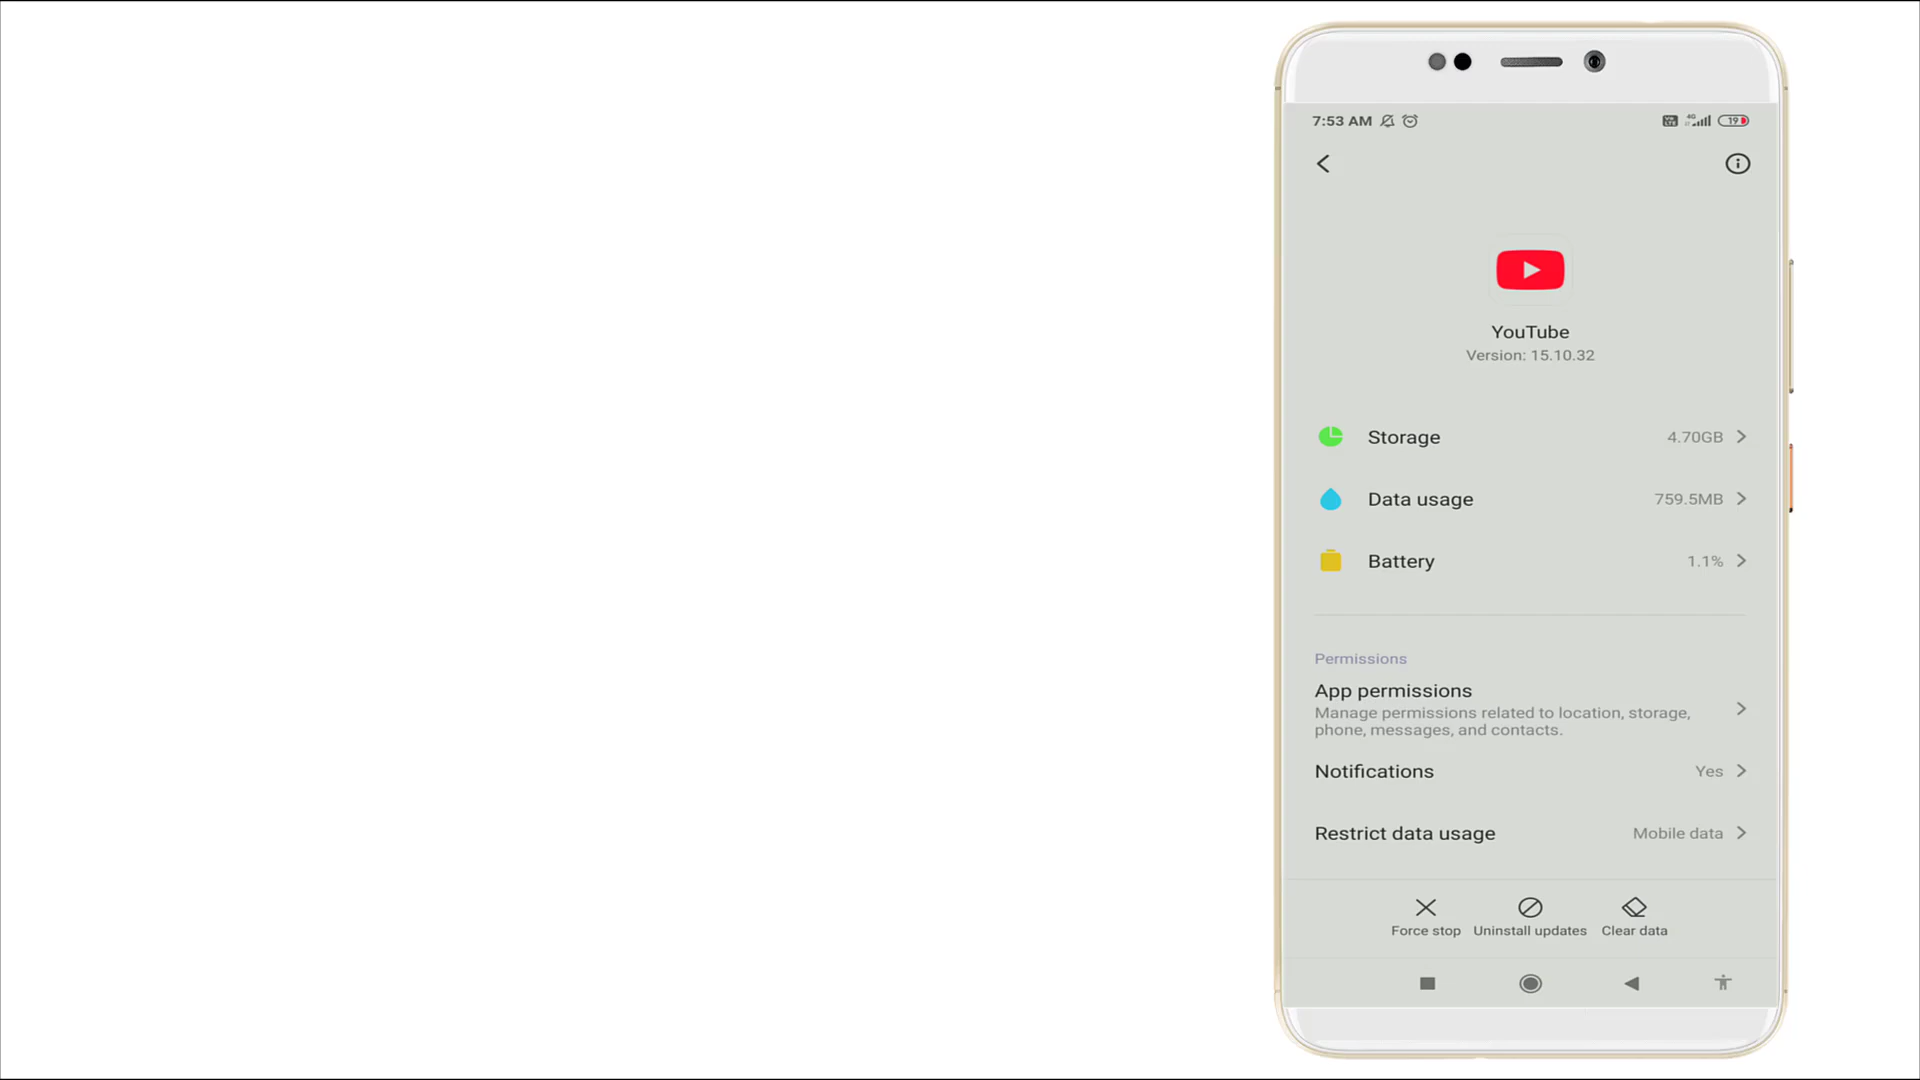 7:53 AM
4G
19
YouTube
Version: 15.10.32
Storage 4.70GB
Data usage 759.5MB
Battery 1.1%
Permissions
App permissions
Manage permissions related to location, storage,
phone, messages, and contacts.
Notifications Yes
Restrict data usage Mobile data
Force stop Uninstall updates Clear data